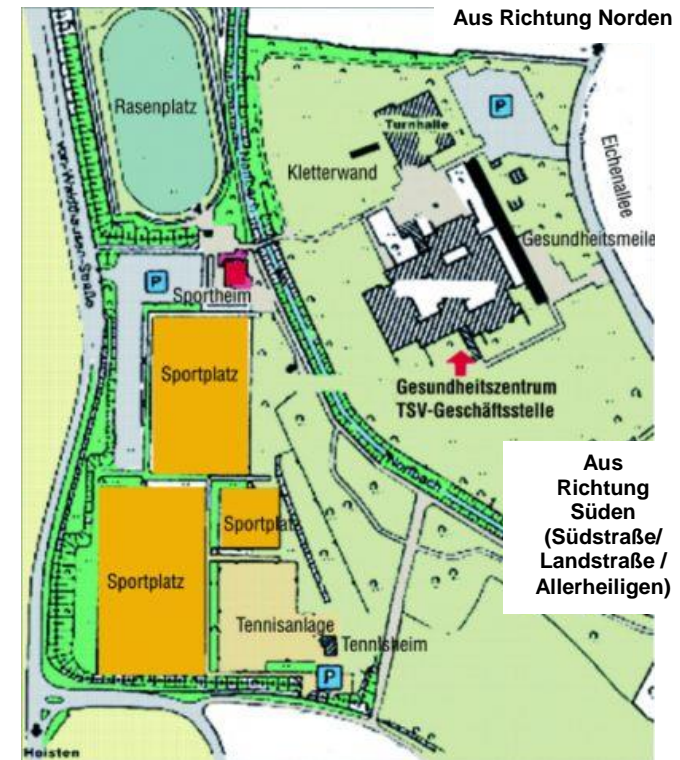 Aus Richtung Norden
Rasenplatz
P
Turnhalle
Kletterwand
Eichenallee
Gesundheitsmeile
P
Sportheim
Sportplatz
Gesundheitszentrum
TSV-Geschäftsstelle
Aus
Richtung
Süden
(Südstraße/
Landstraße /
Allerheiligen)
Sportplatz
Sportplatz
Tennisanlage
Tennisheim
P
Hoisten